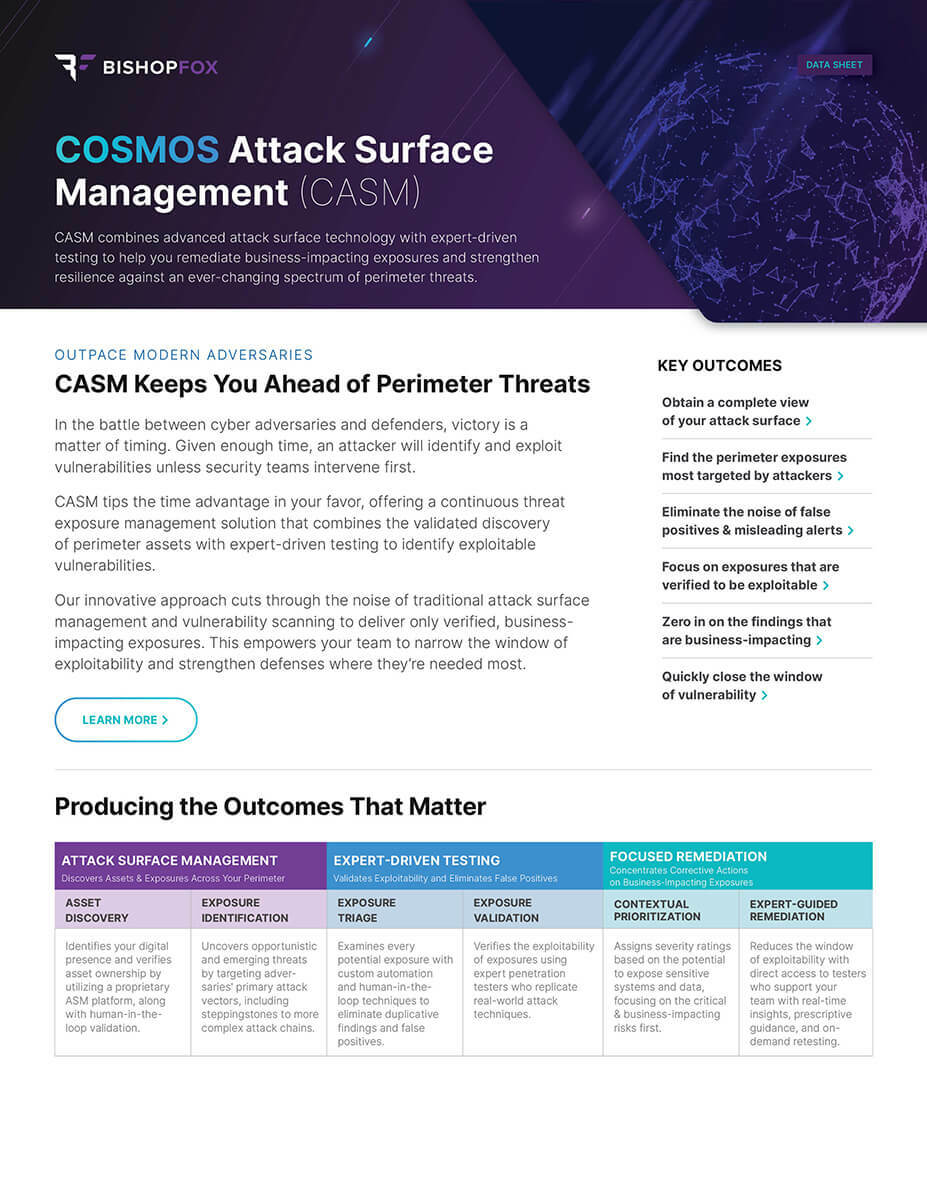 BISHOPFOX
DATA SHEET
COSMOS Attack Surface
Management (CASM)
CASM combines advanced attack surface technology with expert-driven
testing to help you remediate business-impacting exposures and strengthen
resilience against an ever-changing spectrum of perimeter threats.
OUTPACE MODERN ADVERSARIES
CASM Keeps You Ahead of Perimeter Threats
In the battle between cyber adversaries and defenders, victory is a
matter of timing. Given enough time, an attacker will identify and exploit
vulnerabilities unless security teams intervene first.
CASM tips the time advantage in your favor, offering a continuous threat
exposure management solution that combines the validated discovery
of perimeter assets with expert-driven testing to identify exploitable
vulnerabilities.
Our innovative approach cuts through the noise of traditional attack surface
management and vulnerability scanning to deliver only verified, business-
impacting exposures. This empowers your team to narrow the window of
exploitability and strengthen defenses where they're needed most.
LEARN MORE >
KEY OUTCOMES
Obtain a complete view
of your attack surface >
Find the perimeter exposures
most targeted by attackers >
Eliminate the noise of false
positives & misleading alerts >
Focus on exposures that are
verified to be exploitable >
Zero in on the findings that
are business-impacting >
Quickly close the window
of vulnerability >
Producing the Outcomes That Matter
ATTACK SURFACE MANAGEMENT
Discovers Assets & Exposures Across Your Perimeter
EXPERT-DRIVEN TESTING
Validates Exploitability and Eliminates False Positives
FOCUSED REMEDIATION
Concentrates Corrective Actions
on Business-Impacting Exposures
ASSET
DISCOVERY
EXPOSURE
IDENTIFICATION
EXPOSURE
TRIAGE
EXPOSURE
VALIDATION
CONTEXTUAL
PRIORITIZATION
EXPERT-GUIDED
REMEDIATION
Identifies your digital
presence and verifies
asset ownership by
utilizing a proprietary
ASM platform, along
with human-in-the-
loop validation.
Uncovers opportunistic
and emerging threats
by targeting adver-
saries' primary attack
vectors, including
steppingstones to more
complex attack chains.
Examines every
potential exposure with
custom automation
and human-in-the-
loop techniques to
eliminate duplicative
findings and false
positives.
Verifies the exploitability
of exposures using
expert penetration
testers who replicate
real-world attack
techniques.
Assigns severity ratings
based on the potential
to expose sensitive
systems and data,
focusing on the critical
& business-impacting
risks first.
Reduces the window
of exploitability with
direct access to testers
who support your
team with real-time
insights, prescriptive
guidance, and on-
demand retesting.